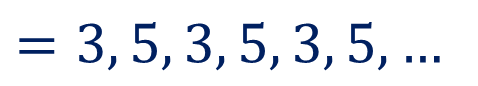 = 3, 5, 3, 5, 3, 5, ...